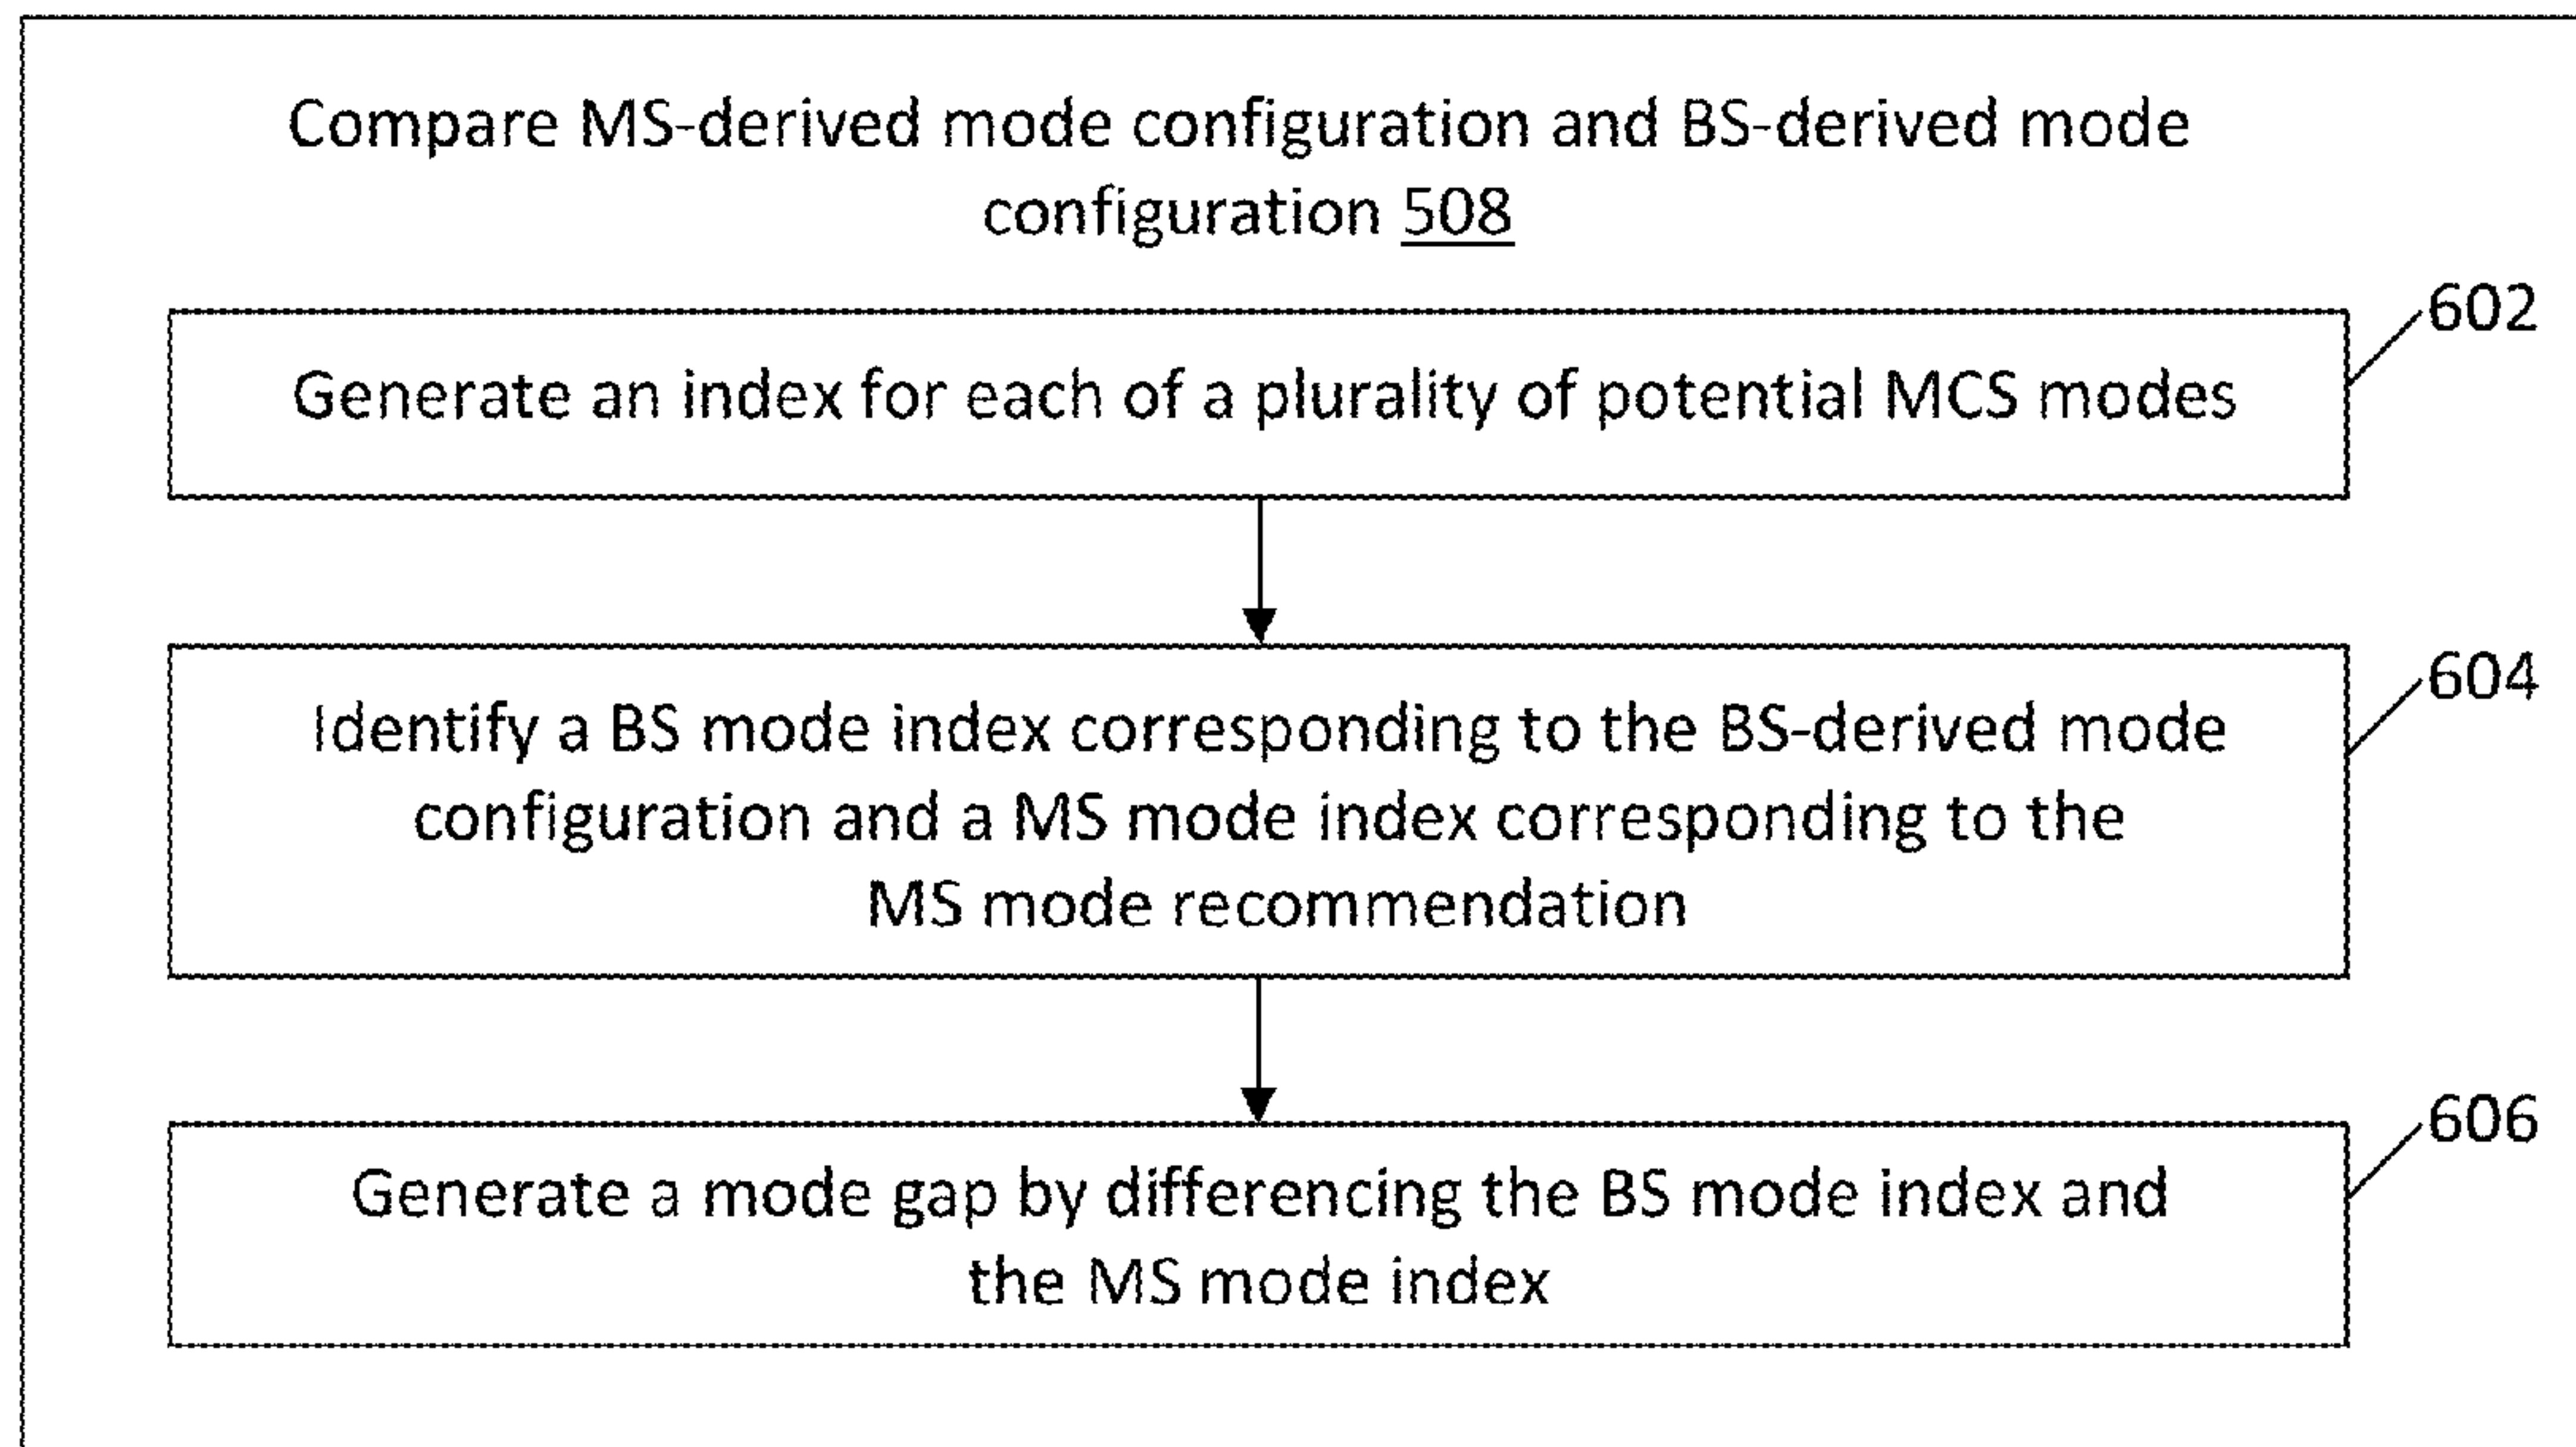 Compare MS-derived mode configuration and BS-derived mode
configuration 508
602
Generate an index for each of a plurality of potential MCS modes
604
Identify a BS mode index corresponding to the BS-derived mode
configuration and a MS mode index corresponding to the
MS mode recommendation
606
Generate a mode gap by differencing the BS mode index and
the MS mode index